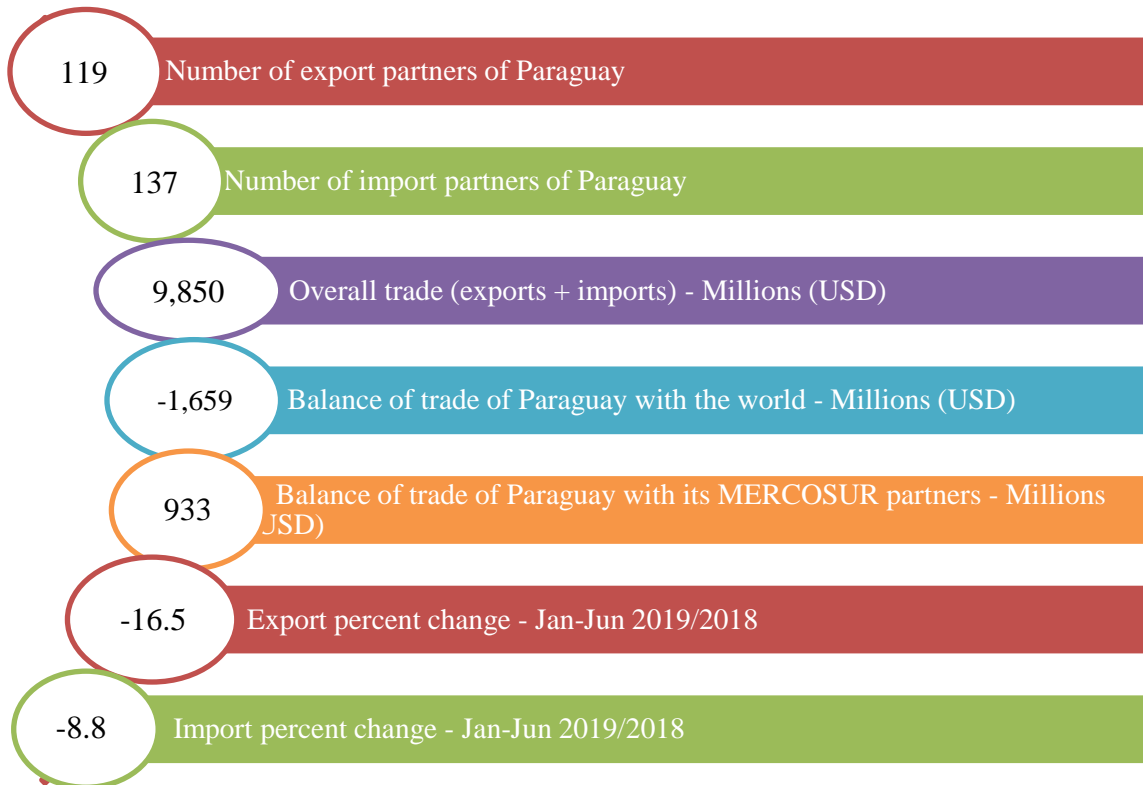 119 Number of export partners of Paraguay
137 Number of import partners of Paraguay
9,850 Overall trade (exports + imports) - Millions (USD)
-1,659 Balance of trade of Paraguay with the world - Millions (USD)
933 Balance of trade of Paraguay with its MERCOSUR partners - Millions
USD)
-16.5 Export percent change - Jan-Jun 2019/2018
-8.8 Import percent change - Jan-Jun 2019/2018